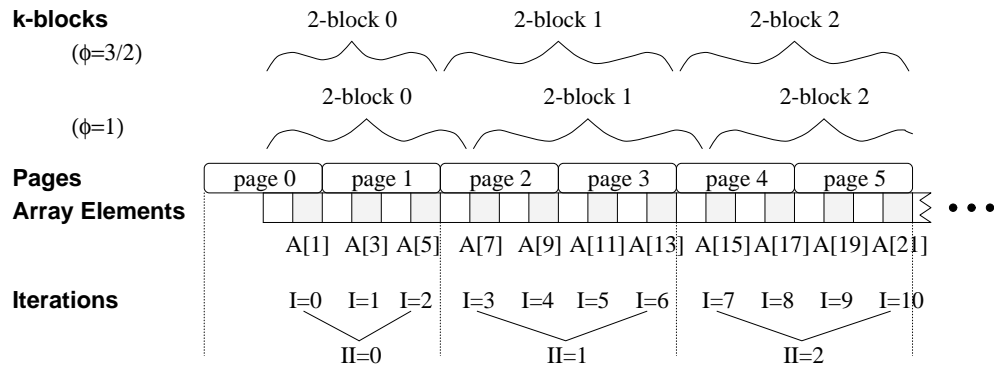 k-blocks 2-block 0 2-block 1 2-block 2
(ϕ=3/2)
2-block 0 2-block 1 2-block 2
(ϕ=1)
Pages page 0 page 1 page 2 page 3 page 4 page 5
Array Elements
A[1] A[3] A[5] A[7] A[9] A[11] A[13] A[15] A[17] A[19] A[21]
Iterations I=0 I=1 I=2 I=3 I=4 I=5 I=6 I=7 I=8 I=9 I=10
II=0 II=1 II=2